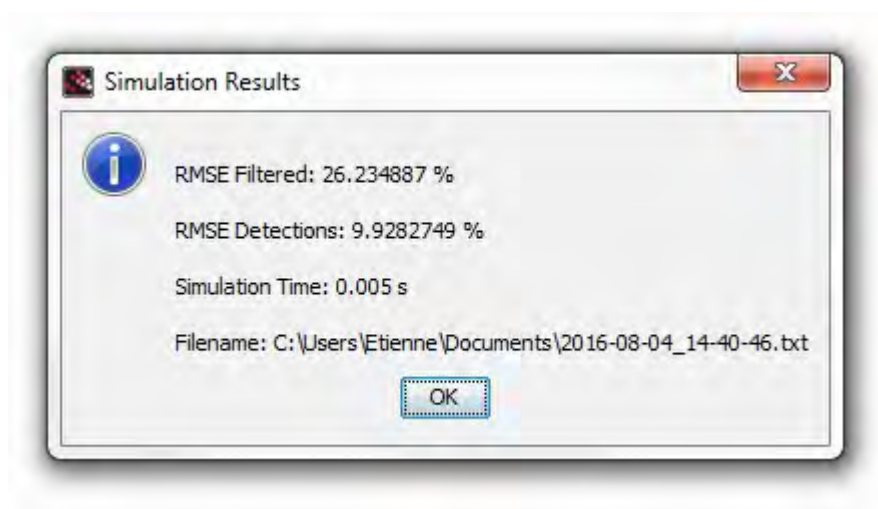 Simulation Results
RMSE Filtered: 26.234887 %
RMSE Detections: 9.9282749 %
Simulation Time: 0.005 s
Filename: C:\Users\Etienne\Documents\2016-08-04_14-40-46.txt
OK